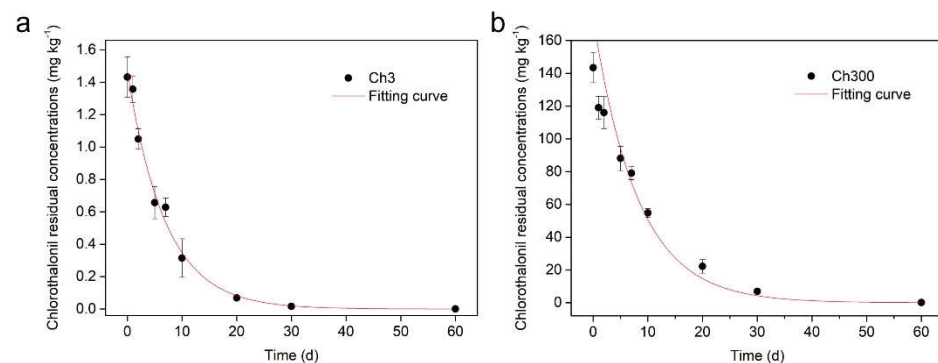 a
Chlorothalonil residual concentrations (mg kg⁻¹)
1.6
1.4
1.2
1.0
0.8
0.6
0.4
0.2
0.0
Ch3
Fitting curve
0 10 20 30 40 50 60
Time (d)
b
Chlorothalonil residual concentrations (mg kg⁻¹)
160
140
120
100
80
60
40
20
0
Ch300
Fitting curve
0 10 20 30 40 50 60
Time (d)